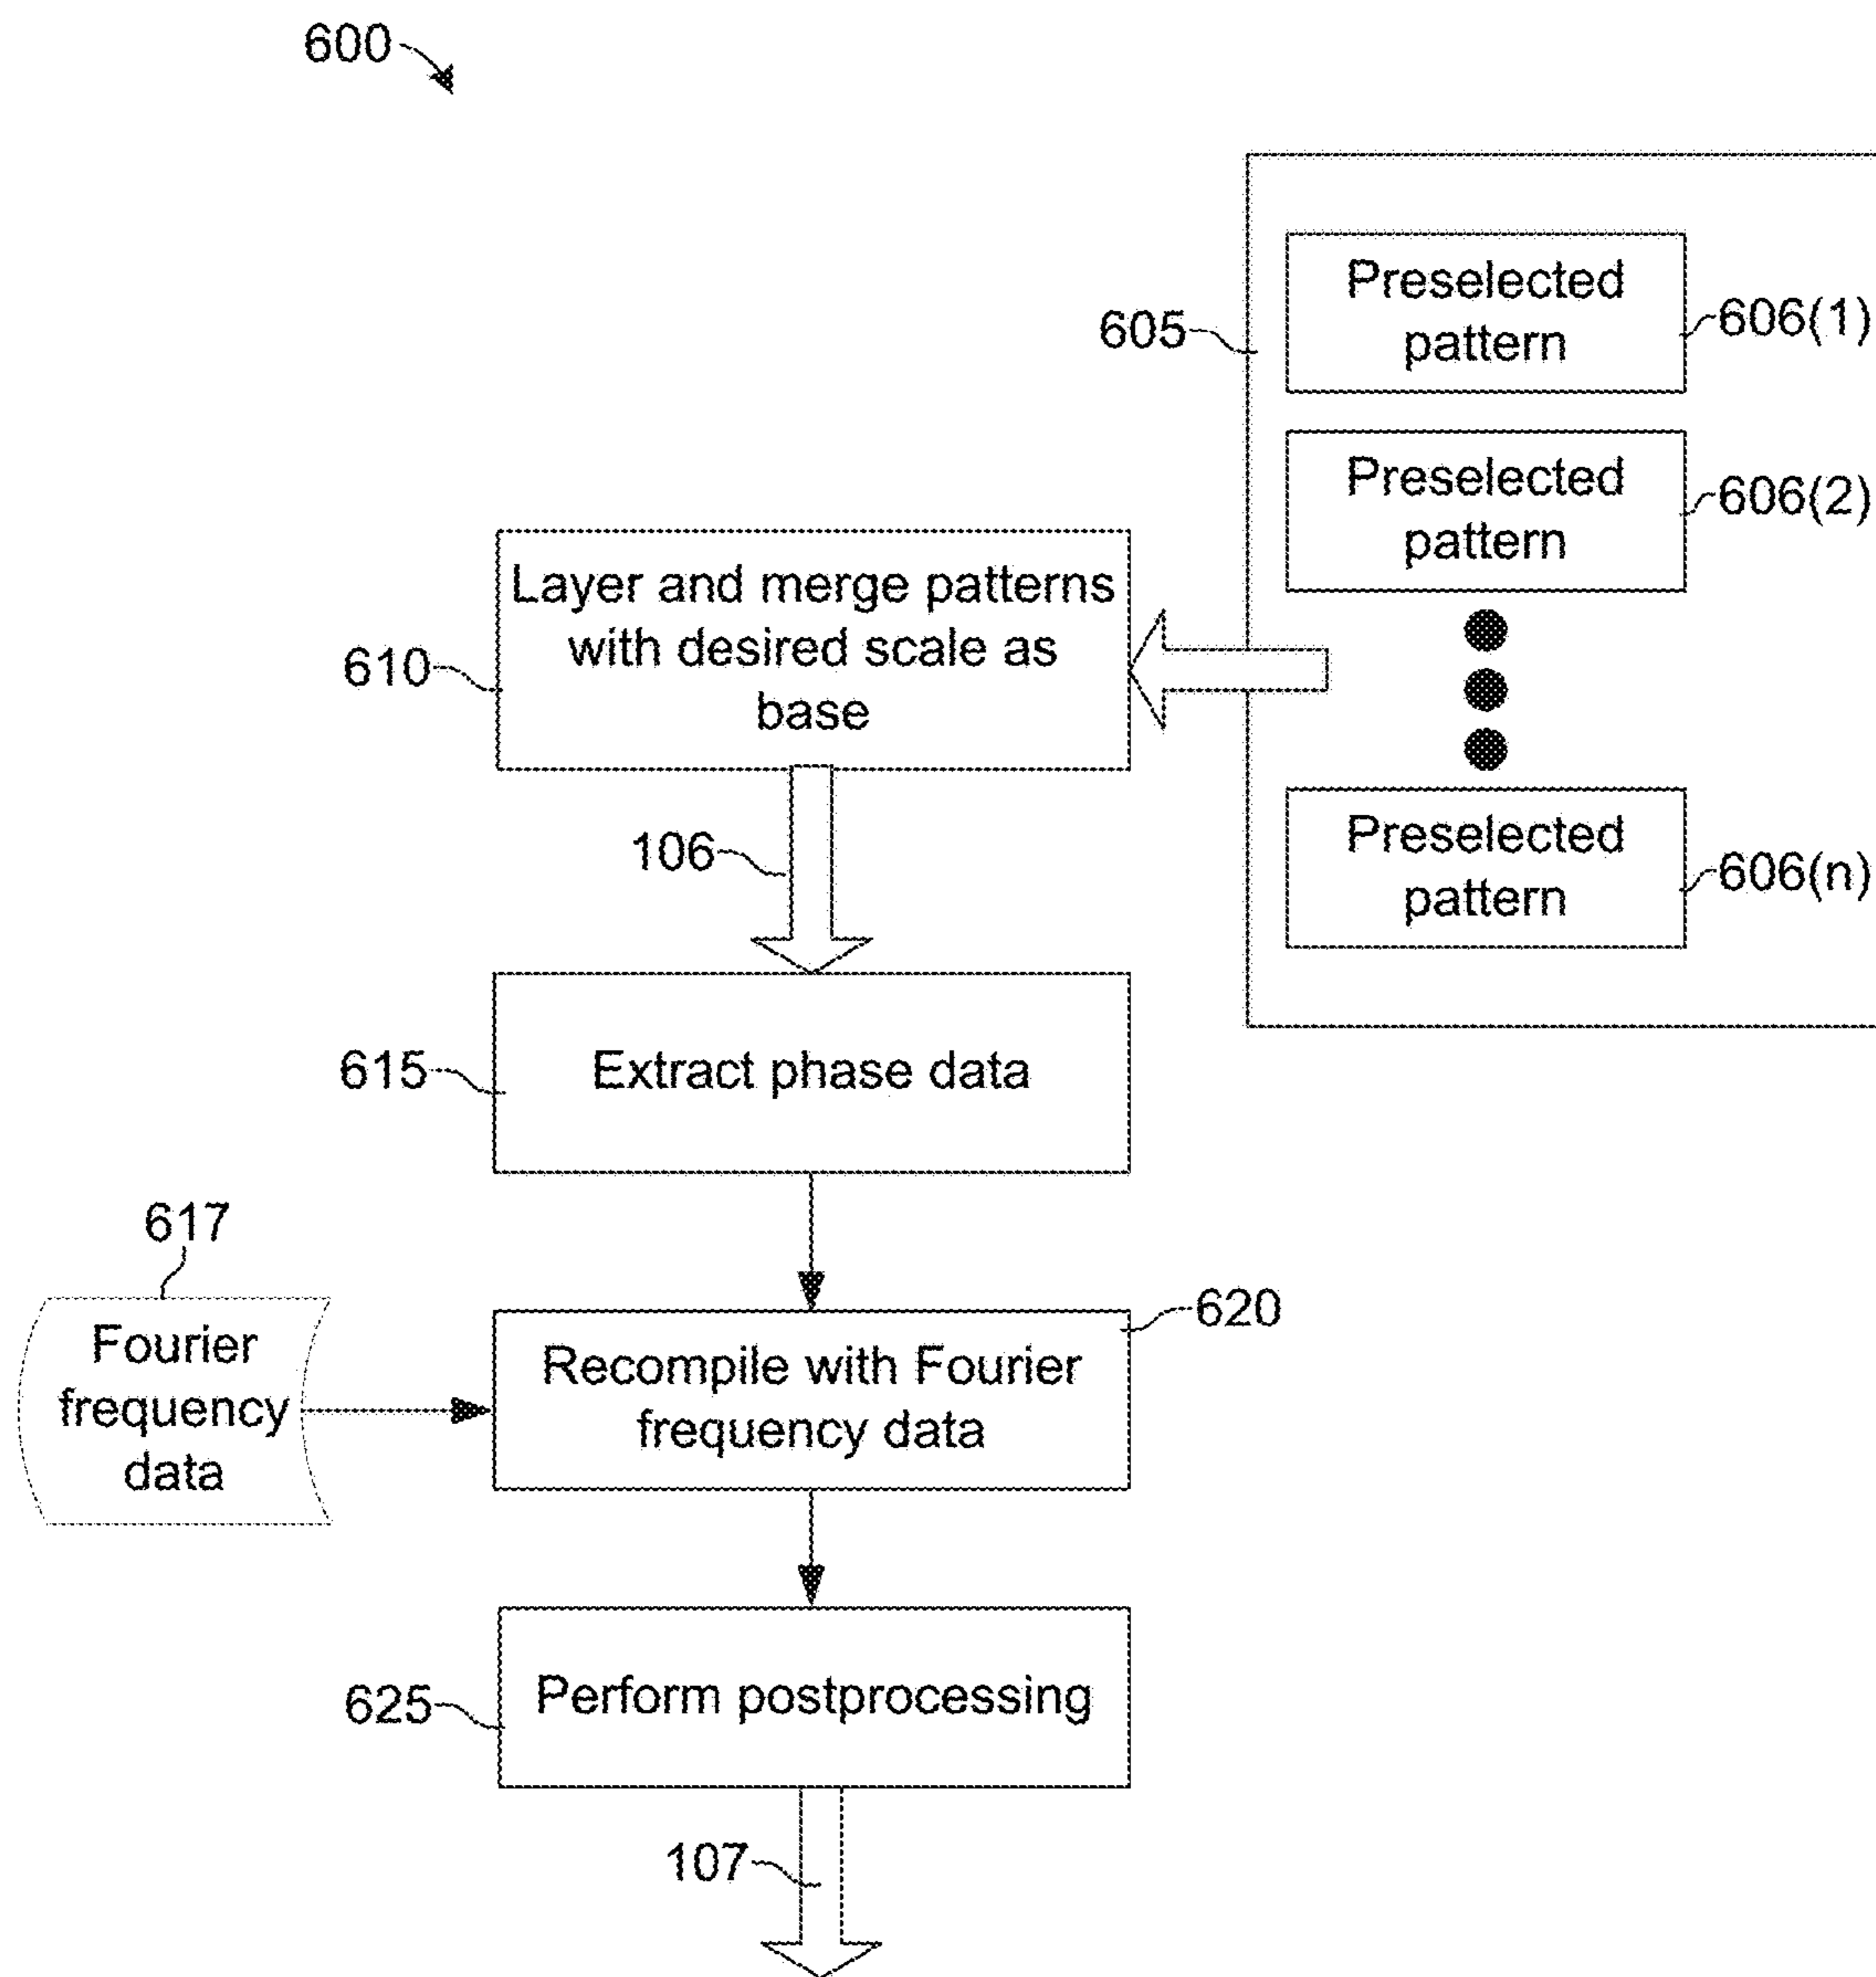 600
605
Preselected
pattern
606(1)
Preselected
pattern
606(2)
Preselected
pattern
606(n)
610
Layer and merge patterns
with desired scale as
base
106
615
Extract phase data
617
Fourier
frequency
data
620
Recompile with Fourier
frequency data
625
Perform postprocessing
107